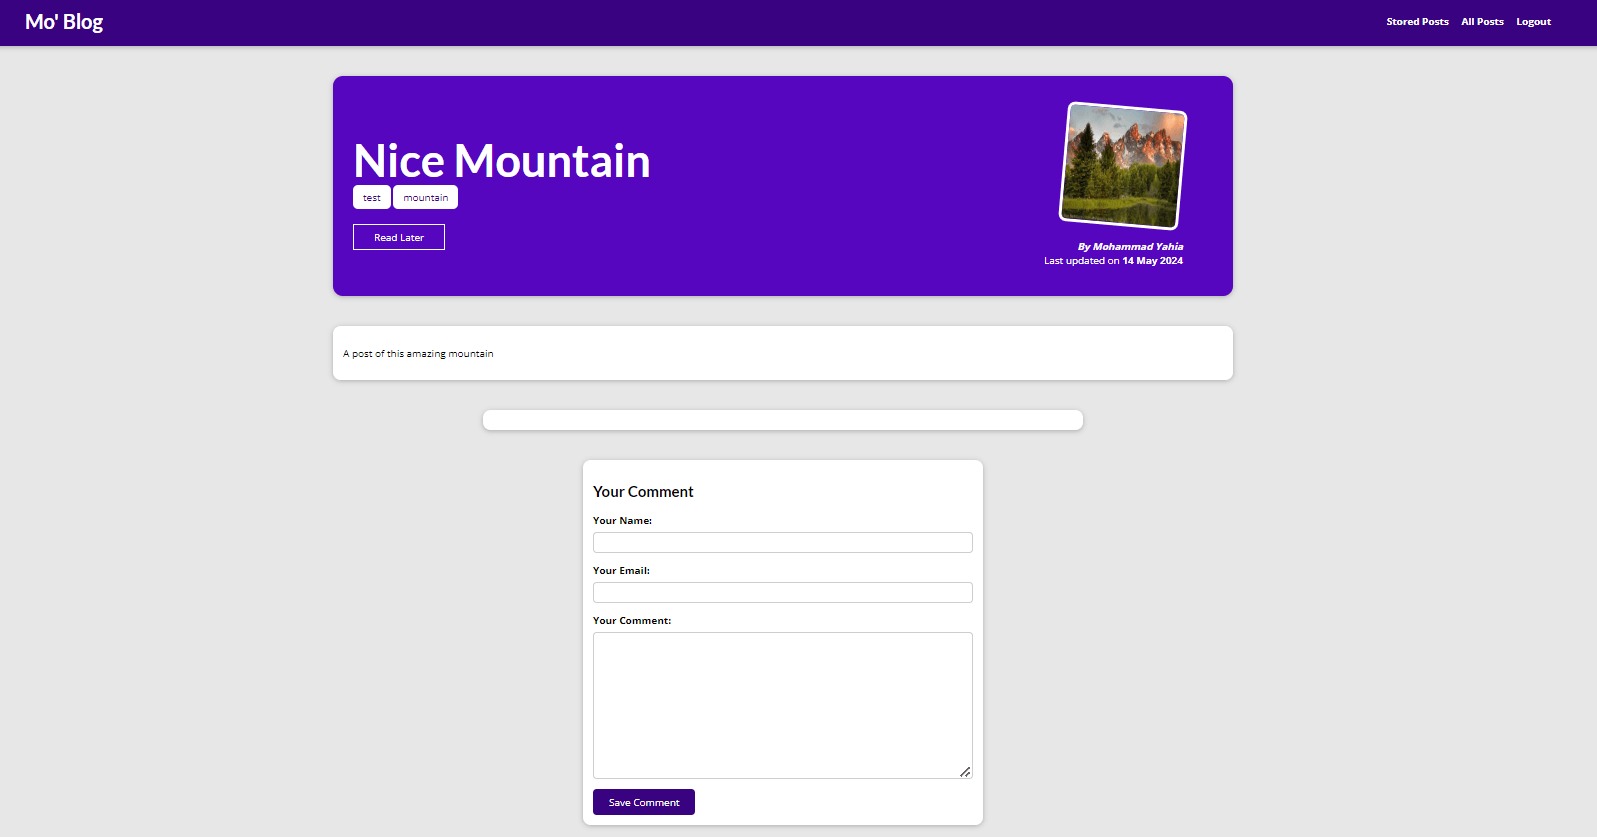 Mo' Blog
Stored Posts All Posts Logout
Nice Mountain
test mountain
Read Later
By Mohammad Yahia
Last updated on 14 May 2024
A post of this amazing mountain
Your Comment
Your Name:
Your Email:
Your Comment:
Save Comment